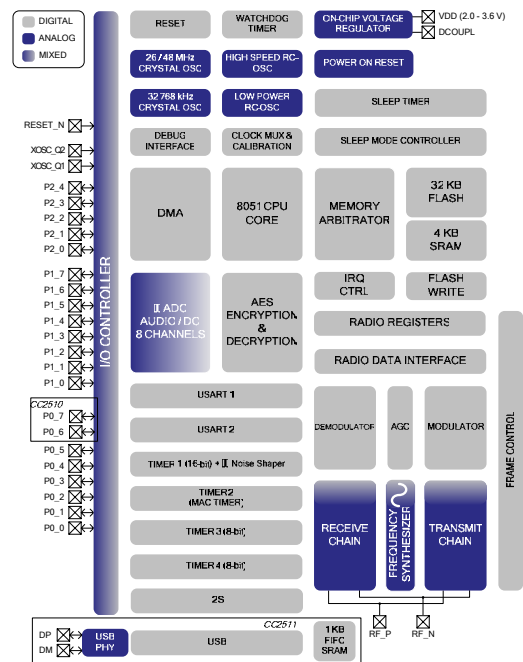 DIGITAL
ANALOG
MIXED
RESET
WATCHDOG
TIMER
ON-CHIP VOLTAGE
REGULATOR
VDD (2.0 - 3.6 V)
DCOUPL
26/48 MHz
CRYSTAL OSC
HIGH SPEED RC-
OSC
POWER ON RESET
32768 kHz
CRYSTAL OSC
LOW POWER
RC-OSC
SLEEP TIMER
RESET_N
XOSC_Q2
XOSC_Q1
DEBUG
INTERFACE
CLOCK MUX &
CALIBRATION
SLEEP MODE CONTROLLER
P2_4
P2_3
P2_2
P2_1
P2_0
DMA
8051 CPU
CORE
MEMORY
ARBITRATOR
32 KB
FLASH
4 KB
SRAM
I/O CONTROLLER
P1_7
P1_6
P1_5
P1_4
P1_3
P1_2
P1_1
P1_0
ADC
AUDIO / DC
8 CHANNELS
AES
ENCRYPTION
&
DECRYPTION
IRQ
CTRL
FLASH
WRITE
RADIO REGISTERS
RADIO DATA INTERFACE
CC2510
P0_7
P0_6
P0_5
P0_4
P0_3
P0_2
P0_1
P0_0
USART 1
USART 2
TIMER 1 (16-bit) + Noise Shaper
TIMER2
(MAC TIMER)
TIMER 3 (8-bit)
TIMER 4 (8-bit)
2S
DEMODULATOR
AGC
MODULATOR
FRAME CONTROL
RECEIVE
CHAIN
FREQUENCY
SYNTHESIZER
TRANSMIT
CHAIN
RF_P
RF_N
CC2511
DP
DM
USB
PHY
USB
1 KB
FIFC
SRAM